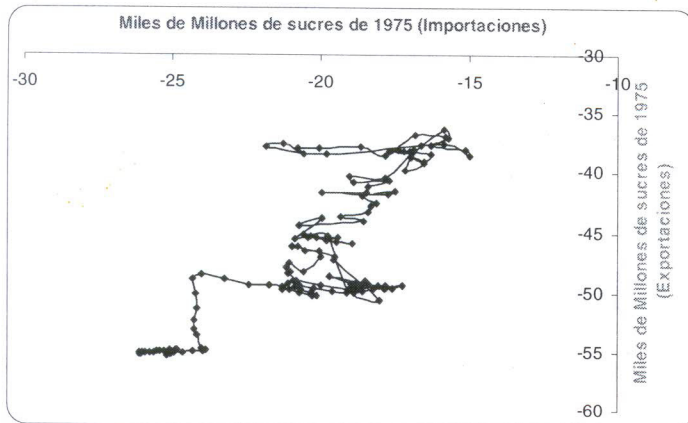 Miles de Millones de sucres de 1975 (Importaciones)
-30 -25 -20 -15 -10
-30
-35
-40
-45
-50
-55
-60
Miles de Millones de sucres de 1975
(Exportaciones)